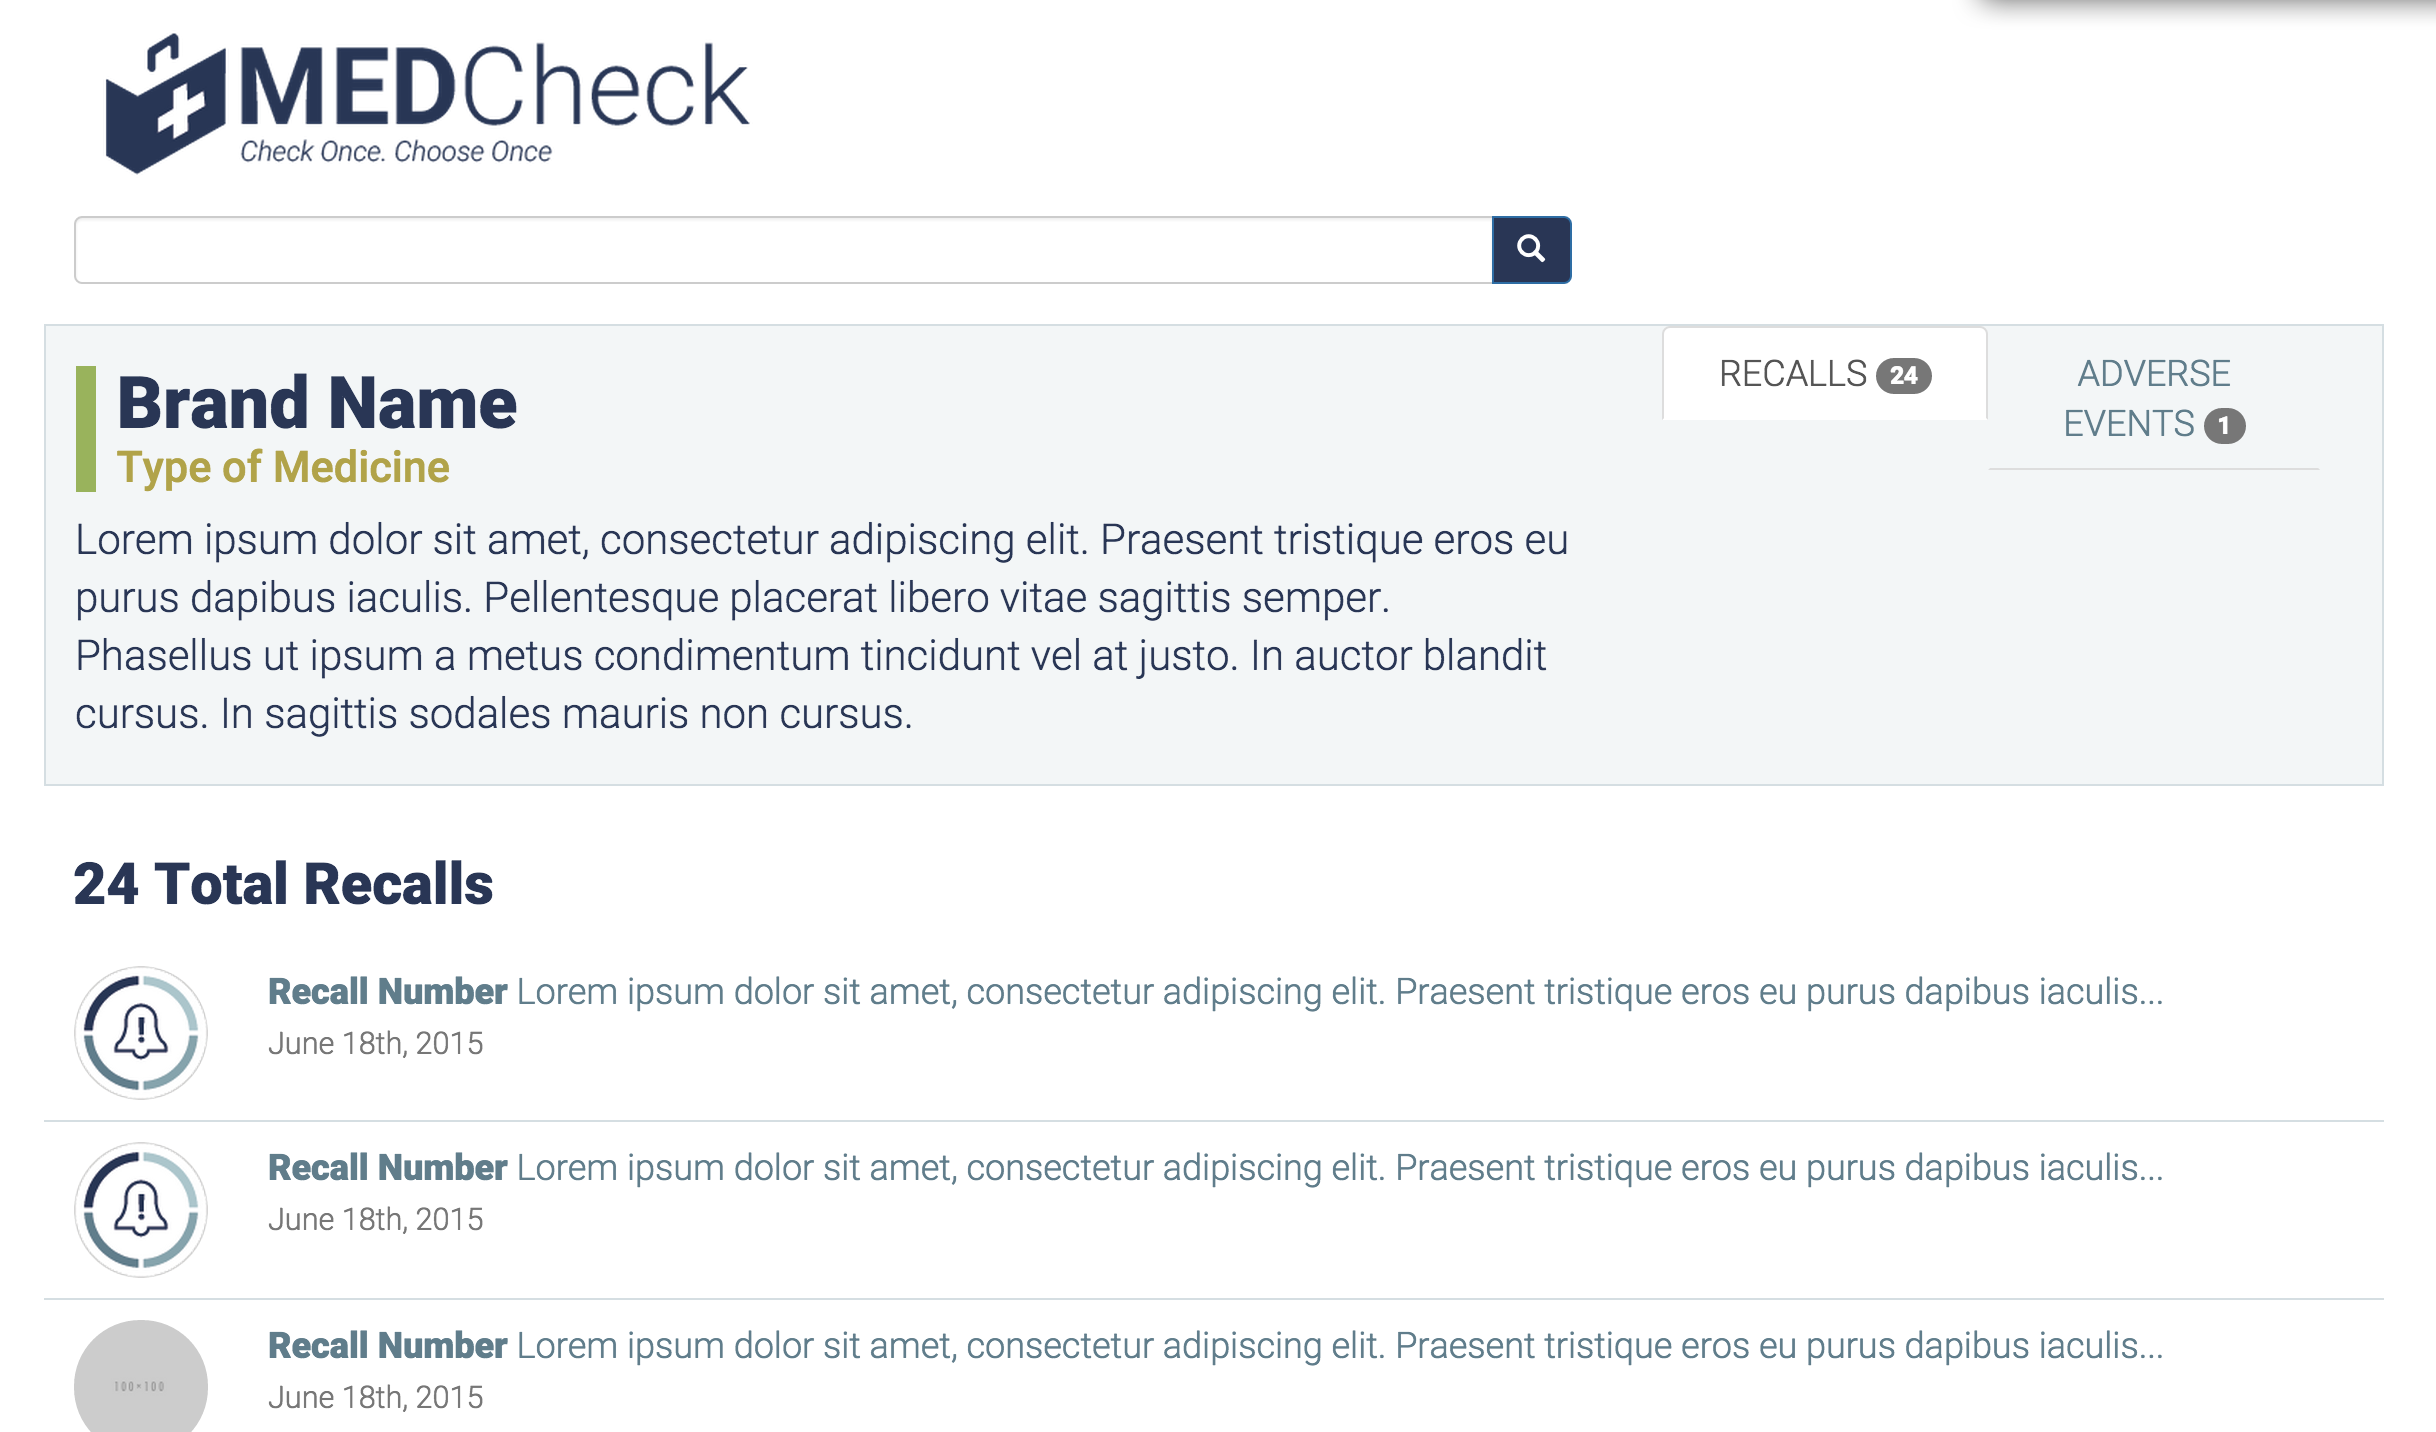 MEDCheck
Check Once. Choose Once
RECALLS 24
ADVERSE
EVENTS 1
Brand Name
Type of Medicine
Lorem ipsum dolor sit amet, consectetur adipiscing elit. Praesent tristique eros eu
purus dapibus iaculis. Pellentesque placerat libero vitae sagittis semper.
Phasellus ut ipsum a metus condimentum tincidunt vel at justo. In auctor blandit
cursus. In sagittis sodales mauris non cursus.
24 Total Recalls
Recall Number Lorem ipsum dolor sit amet, consectetur adipiscing elit. Praesent tristique eros eu purus dapibus iaculis...
June 18th, 2015
Recall Number Lorem ipsum dolor sit amet, consectetur adipiscing elit. Praesent tristique eros eu purus dapibus iaculis...
June 18th, 2015
100×100
Recall Number Lorem ipsum dolor sit amet, consectetur adipiscing elit. Praesent tristique eros eu purus dapibus iaculis...
June 18th, 2015